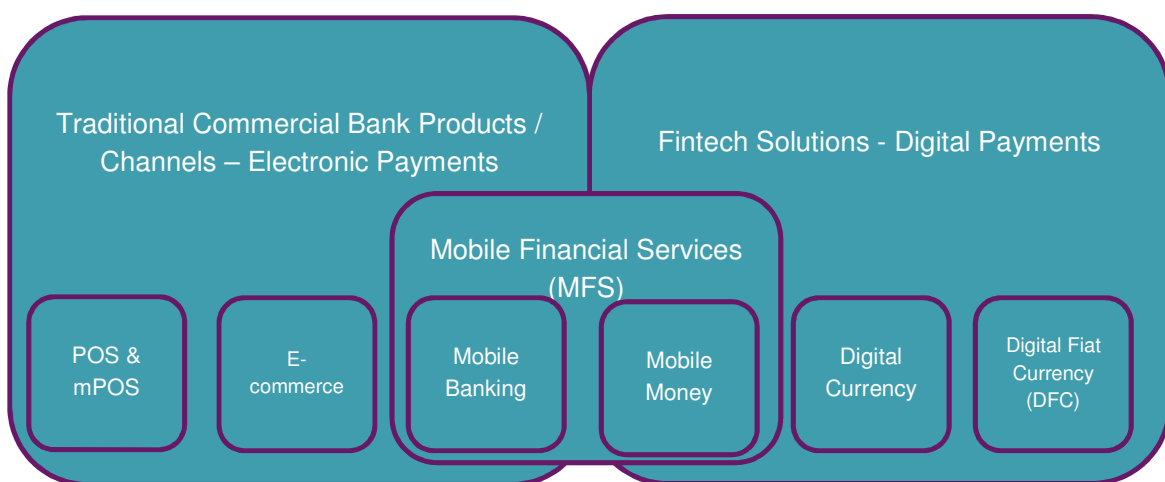 Traditional Commercial Bank Products /
Channels – Electronic Payments
Fintech Solutions - Digital Payments
Mobile Financial Services
(MFS)
POS &
mPOS
E-
commerce
Mobile
Banking
Mobile
Money
Digital
Currency
Digital Fiat
Currency
(DFC)